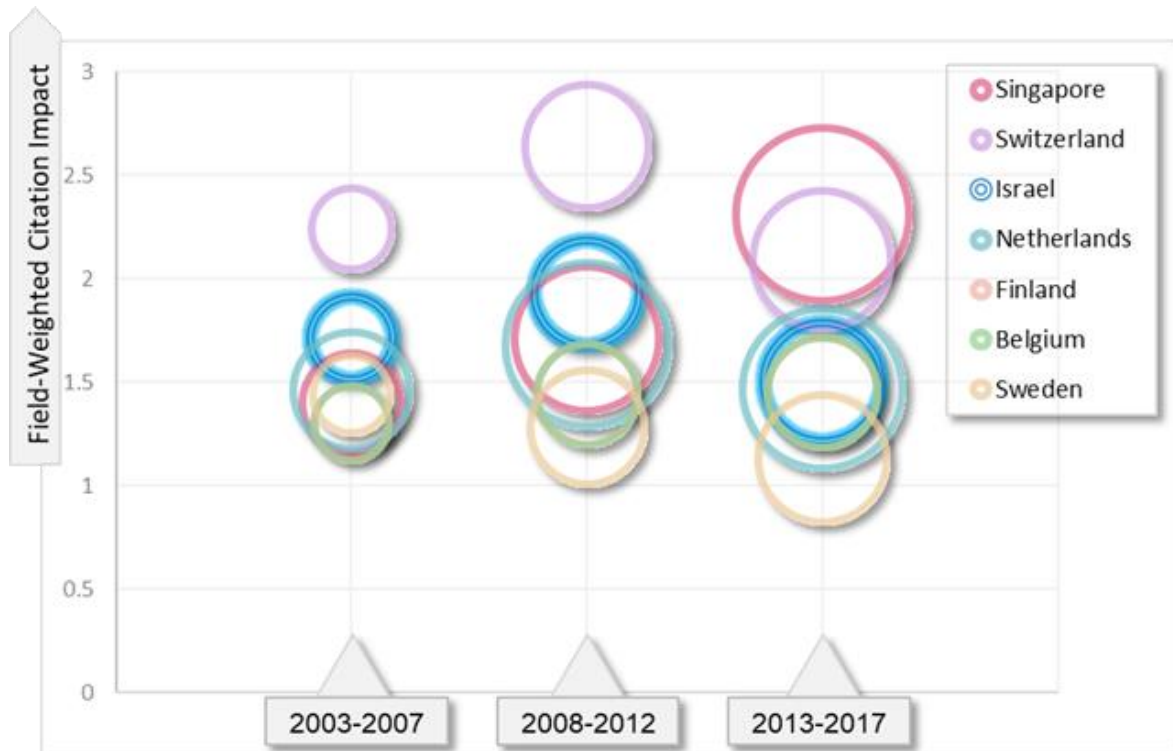 Field-Weighted Citation Impact
3
2.5
2
1.5
1
0.5
0
2003-2007
2008-2012
2013-2017
Singapore
Switzerland
Israel
Netherlands
Finland
Belgium
Sweden